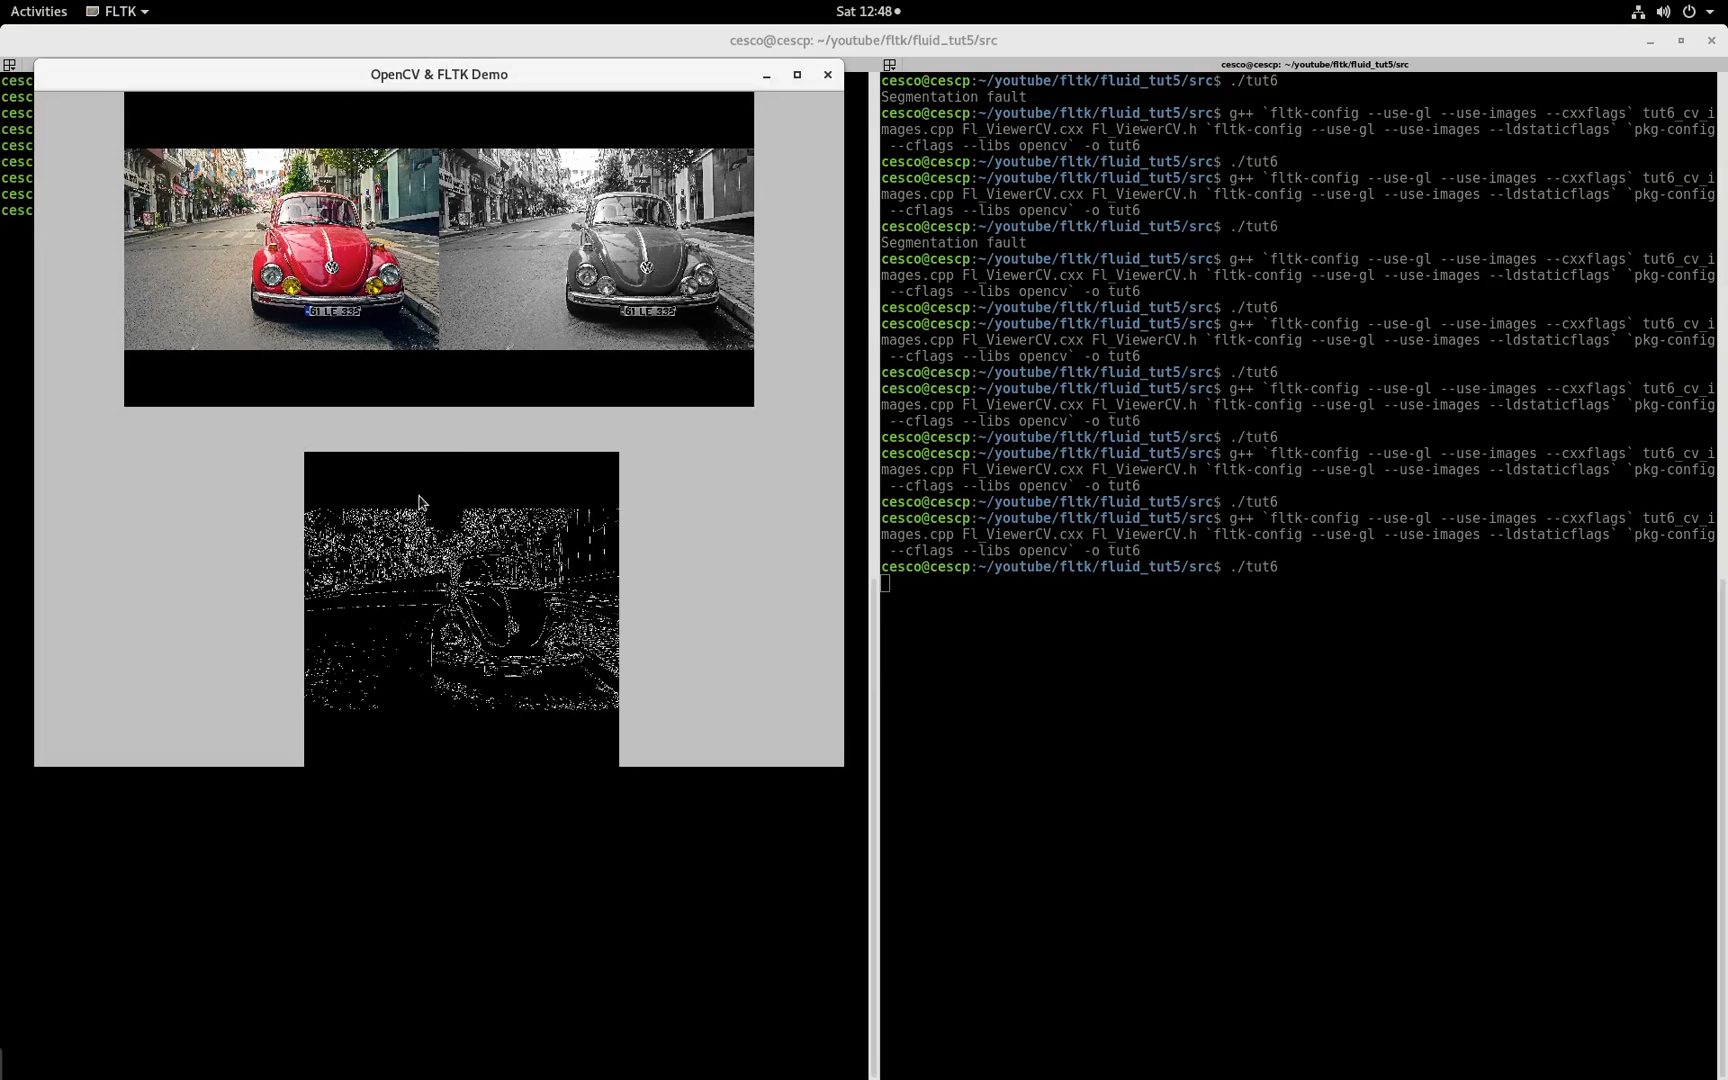 Activities FLTK Sat 12:48
cesco@cescp: ~/youtube/fltk/fluid_tut5/src
OpenCV & FLTK Demo
cesc
cesc
cesc
cesc
cesc
cesc
cesc
cesc
cesc
61 LE 335
61 LE 335
cesco@cescp: ~/youtube/fltk/fluid_tut5/src
cesco@cescp:~/youtube/fltk/fluid_tut5/src$ ./tut6
Segmentation fault
cesco@cescp:~/youtube/fltk/fluid_tut5/src$ g++ `fltk-config --use-gl --use-images --cxxflags` tut6_cv_i
mages.cpp Fl_ViewerCV.cxx Fl_ViewerCV.h `fltk-config --use-gl --use-images --ldstaticflags` `pkg-config
--cflags --libs opencv` -o tut6
cesco@cescp:~/youtube/fltk/fluid_tut5/src$ ./tut6
cesco@cescp:~/youtube/fltk/fluid_tut5/src$ g++ `fltk-config --use-gl --use-images --cxxflags` tut6_cv_i
mages.cpp Fl_ViewerCV.cxx Fl_ViewerCV.h `fltk-config --use-gl --use-images --ldstaticflags` `pkg-config
--cflags --libs opencv` -o tut6
cesco@cescp:~/youtube/fltk/fluid_tut5/src$ ./tut6
Segmentation fault
cesco@cescp:~/youtube/fltk/fluid_tut5/src$ g++ `fltk-config --use-gl --use-images --cxxflags` tut6_cv_i
mages.cpp Fl_ViewerCV.cxx Fl_ViewerCV.h `fltk-config --use-gl --use-images --ldstaticflags` `pkg-config
--cflags --libs opencv` -o tut6
cesco@cescp:~/youtube/fltk/fluid_tut5/src$ ./tut6
cesco@cescp:~/youtube/fltk/fluid_tut5/src$ g++ `fltk-config --use-gl --use-images --cxxflags` tut6_cv_i
mages.cpp Fl_ViewerCV.cxx Fl_ViewerCV.h `fltk-config --use-gl --use-images --ldstaticflags` `pkg-config
--cflags --libs opencv` -o tut6
cesco@cescp:~/youtube/fltk/fluid_tut5/src$ ./tut6
cesco@cescp:~/youtube/fltk/fluid_tut5/src$ g++ `fltk-config --use-gl --use-images --cxxflags` tut6_cv_i
mages.cpp Fl_ViewerCV.cxx Fl_ViewerCV.h `fltk-config --use-gl --use-images --ldstaticflags` `pkg-config
--cflags --libs opencv` -o tut6
cesco@cescp:~/youtube/fltk/fluid_tut5/src$ ./tut6
cesco@cescp:~/youtube/fltk/fluid_tut5/src$ g++ `fltk-config --use-gl --use-images --cxxflags` tut6_cv_i
mages.cpp Fl_ViewerCV.cxx Fl_ViewerCV.h `fltk-config --use-gl --use-images --ldstaticflags` `pkg-config
--cflags --libs opencv` -o tut6
cesco@cescp:~/youtube/fltk/fluid_tut5/src$ ./tut6
cesco@cescp:~/youtube/fltk/fluid_tut5/src$ g++ `fltk-config --use-gl --use-images --cxxflags` tut6_cv_i
mages.cpp Fl_ViewerCV.cxx Fl_ViewerCV.h `fltk-config --use-gl --use-images --ldstaticflags` `pkg-config
--cflags --libs opencv` -o tut6
cesco@cescp:~/youtube/fltk/fluid_tut5/src$ ./tut6